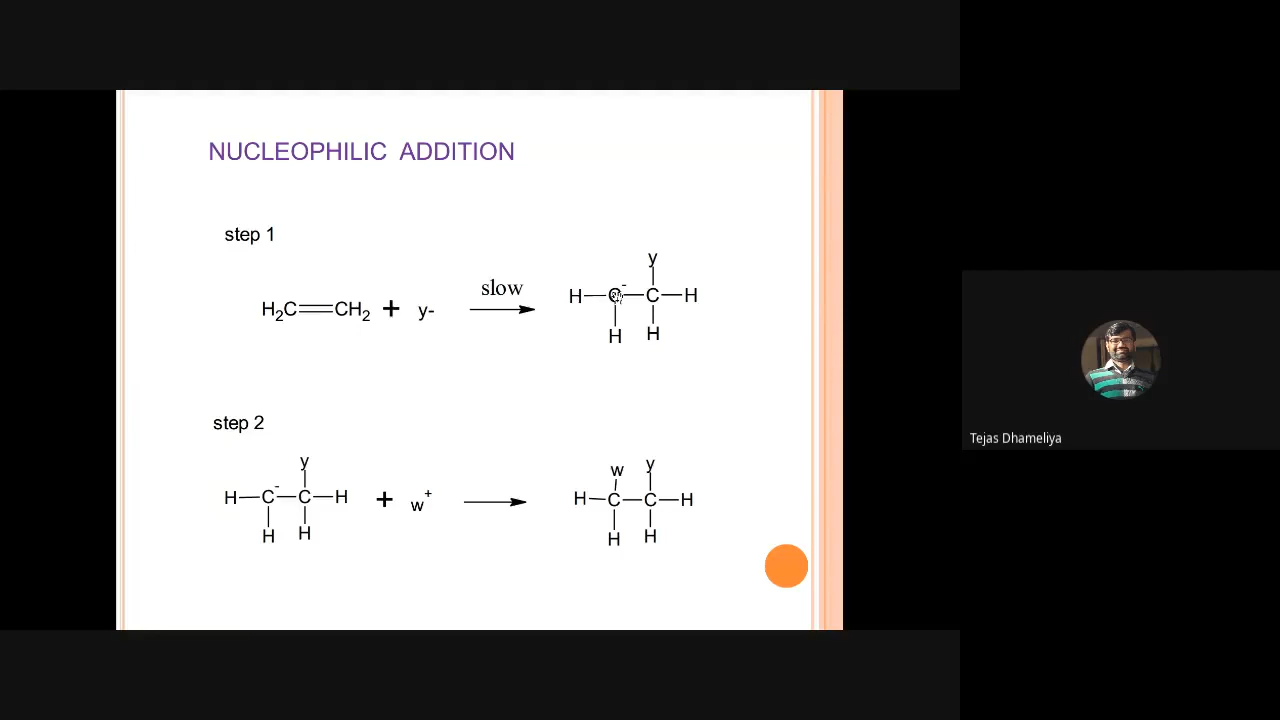 NUCLEOPHILIC ADDITION
step 1
slow
H₂C=CH₂ + y-
y
H—C⁻—C—H
H H
step 2
y
H—C⁻—C—H + w⁺
H H
w y
H—C—C—H
H H
Tejas Dhameliya